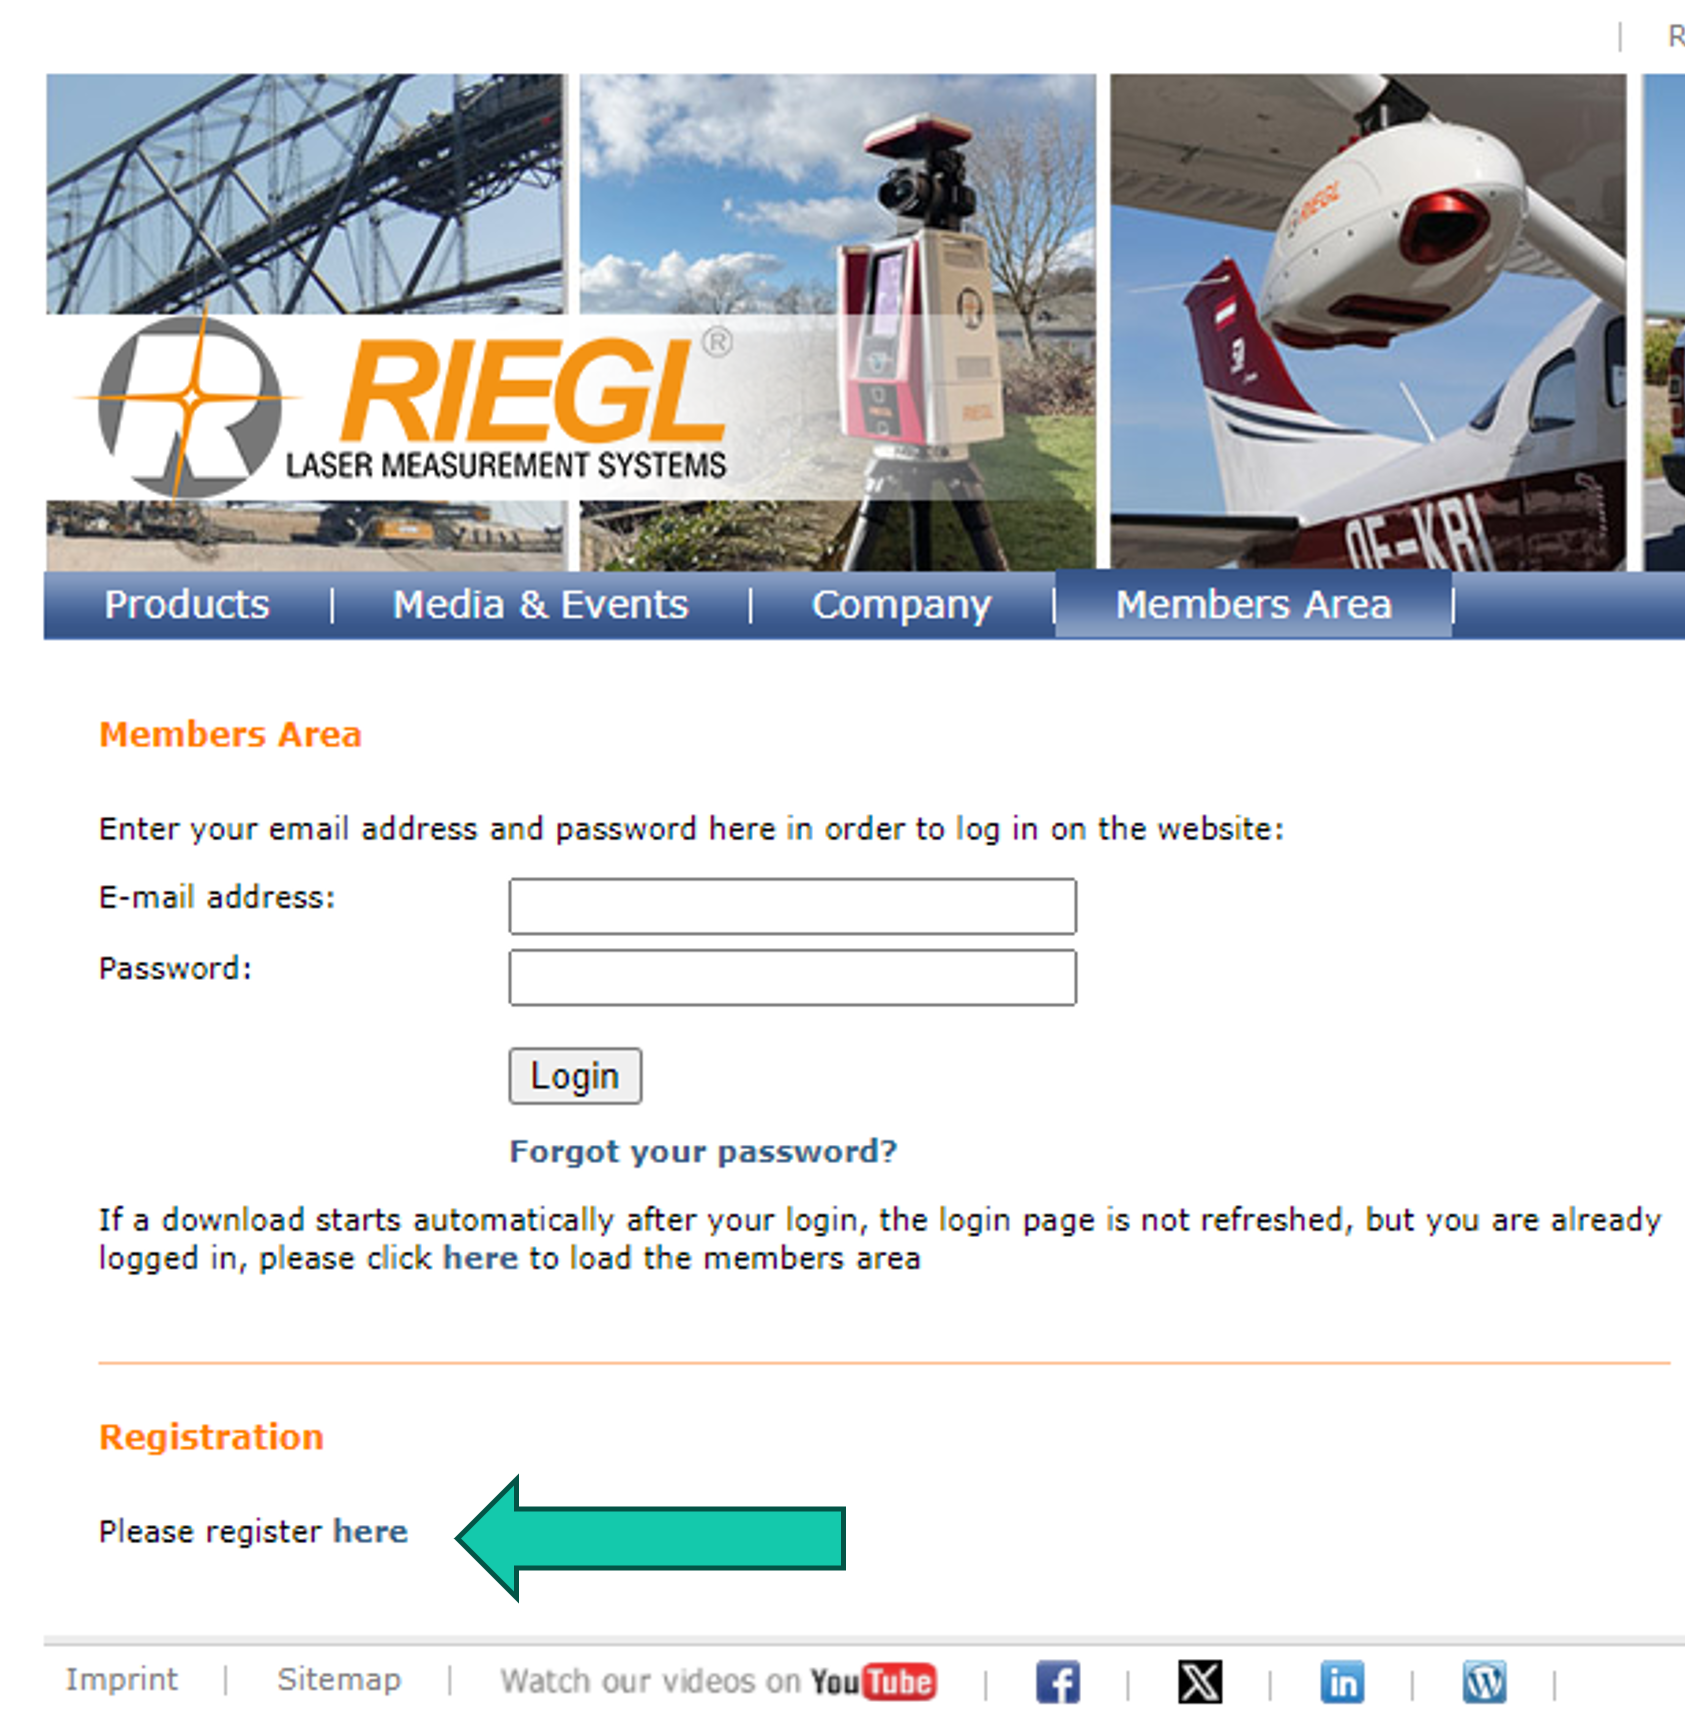 R
RIEGL
RIEGL
OE-KRI
RIEGL®
LASER MEASUREMENT SYSTEMS
Products | Media & Events | Company | Members Area |
Members Area
Enter your email address and password here in order to log in on the website:
E-mail address:
Password:
Login
Forgot your password?
If a download starts automatically after your login, the login page is not refreshed, but you are already
logged in, please click here to load the members area
Registration
Please register here
Imprint | Sitemap | Watch our videos on YouTube | f | X | in | W |